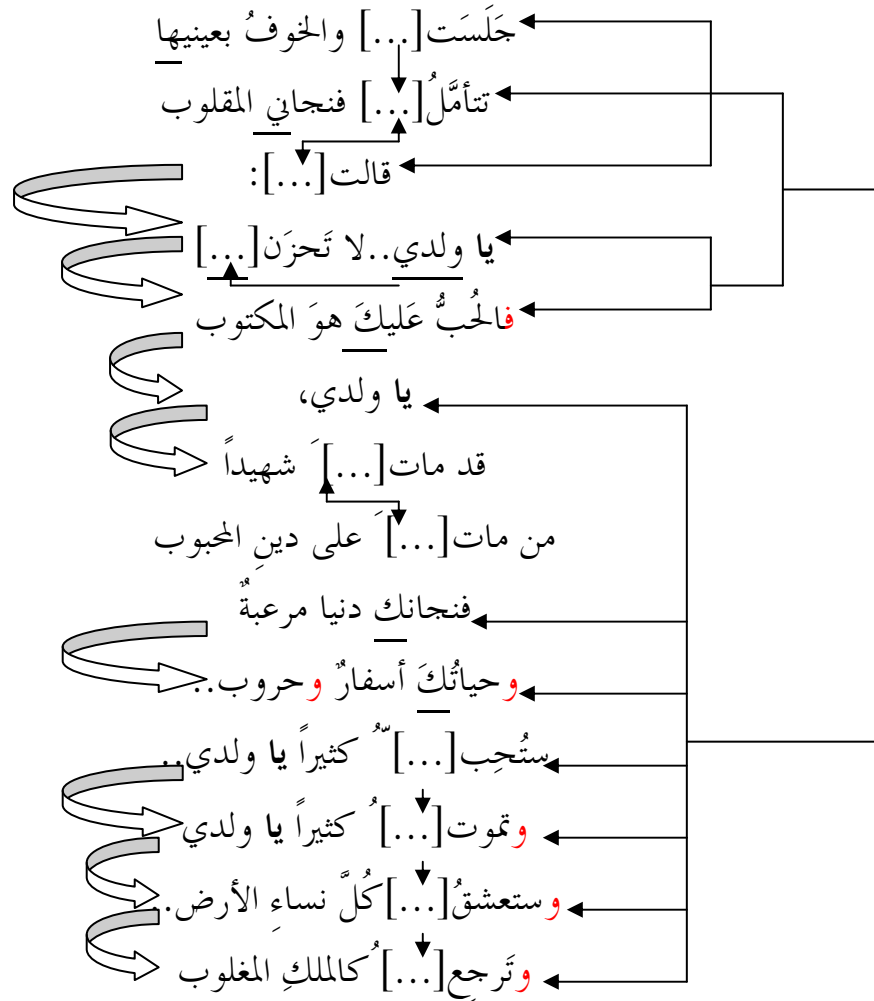 جَلَسَت[...] والخوفُ بعينيها
تتأمَّلُ[...] فنجاني المقلوب
قالت[...]:
يا ولدي..لا تَحزَن[...]
فالحُبُّ عَليكَ هوَ المكتوب
يا ولدي،
قد مات[...]َ شهيداً
من مات[...]َ على دينِ المحبوب
فنجانك دنيا مرعبةٌ
وحياتُكَ أسفارٌ وحروب..
ستُحِب[...]ُّ كثيراً يا ولدي..
وتموت[...]ُ كثيراً يا ولدي
وستعشقُ[...]كُلَّ نساءِ الأرض..
وتَرجِع[...]ُ كالملكِ المغلوب